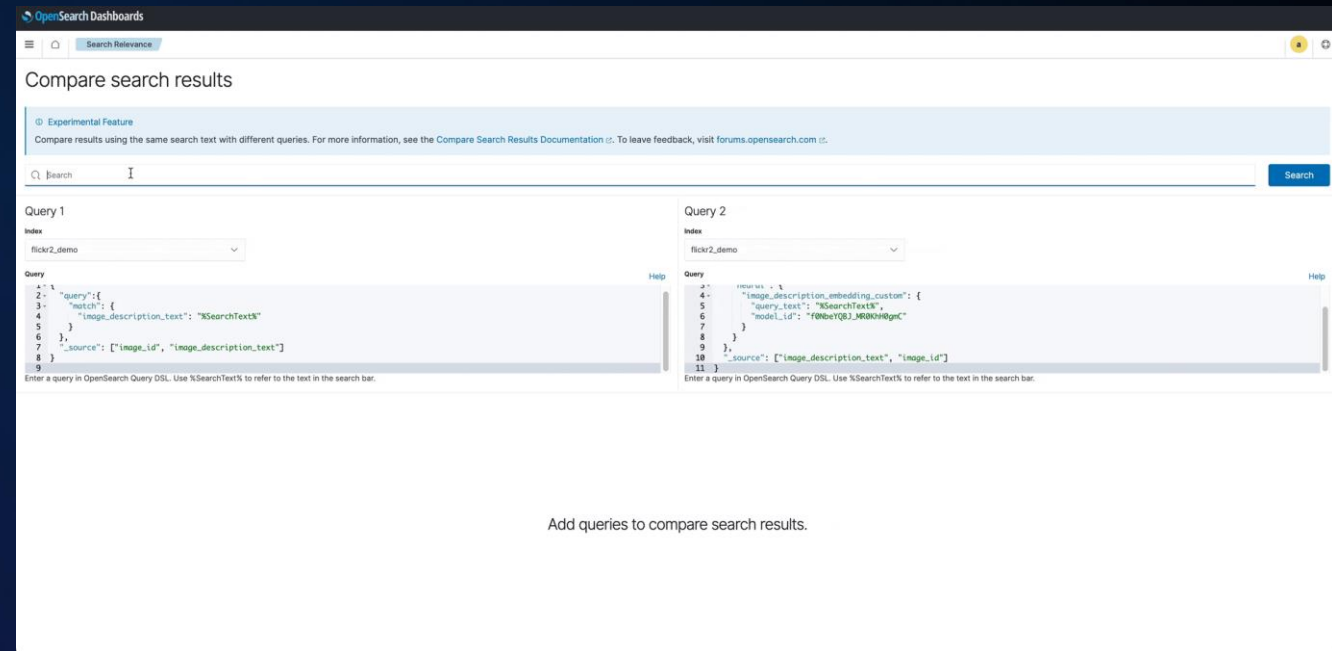 OpenSearch Dashboards
Search Relevance
a
Compare search results
Experimental Feature
Compare results using the same search text with different queries. For more information, see the Compare Search Results Documentation. To leave feedback, visit forums.opensearch.com.
Search
Search
Query 1
Index
flickr2_demo
Query
Help
1 {
2 "query":{
3 "match": {
4 "image_description_text": "%SearchText%"
5 }
6 },
7 "_source": ["image_id", "image_description_text"]
8 }
9
Enter a query in OpenSearch Query DSL. Use %SearchText% to refer to the text in the search bar.
Query 2
Index
flickr2_demo
Query
Help
3 "neural": {
4 "image_description_embedding_custom": {
5 "query_text": "%SearchText%",
6
"model_id":
7 }
8 }
9 },
10 "_source": ["image_description_text", "image_id"]
11 }
Enter a query in OpenSearch Query DSL. Use %SearchText% to refer to the text in the search bar.
Add queries to compare search results.